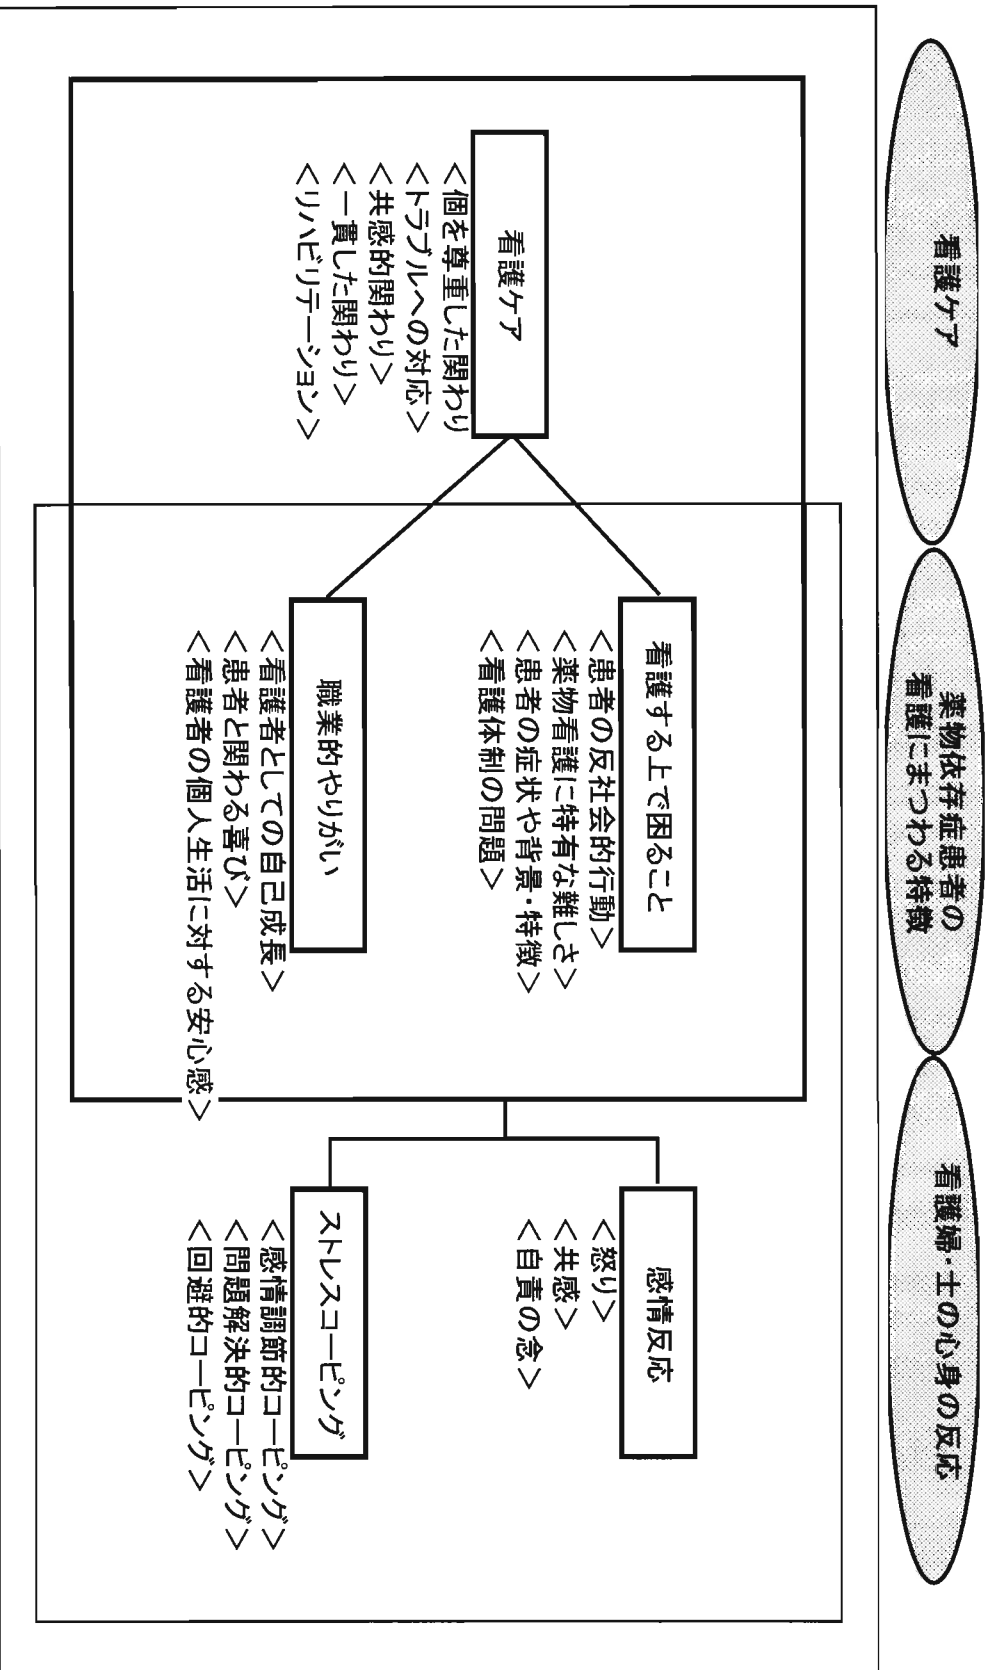 看護ケア
薬物依存症患者の
看護にまつわる特徴
看護婦・士の心身の反応
看護ケア
<個を尊重した関わり
<トラブルへの対応>
<共感的関わり>
<一貫した関わり>
<リハビリテーション>
看護する上で困ること
<患者の反社会的行動>
<薬物看護に特有な難しさ>
<患者の症状や背景・特徴>
<看護体制の問題>
職業的やりがい
<看護者としての自己成長>
<患者と関わる喜び>
<看護者の個人生活に対する安心感>
感情反応
<怒り>
<共感>
<自責の念>
ストレスコーピング
<感情調節的コーピング>
<問題解決的コーピング>
<回避的コーピング>